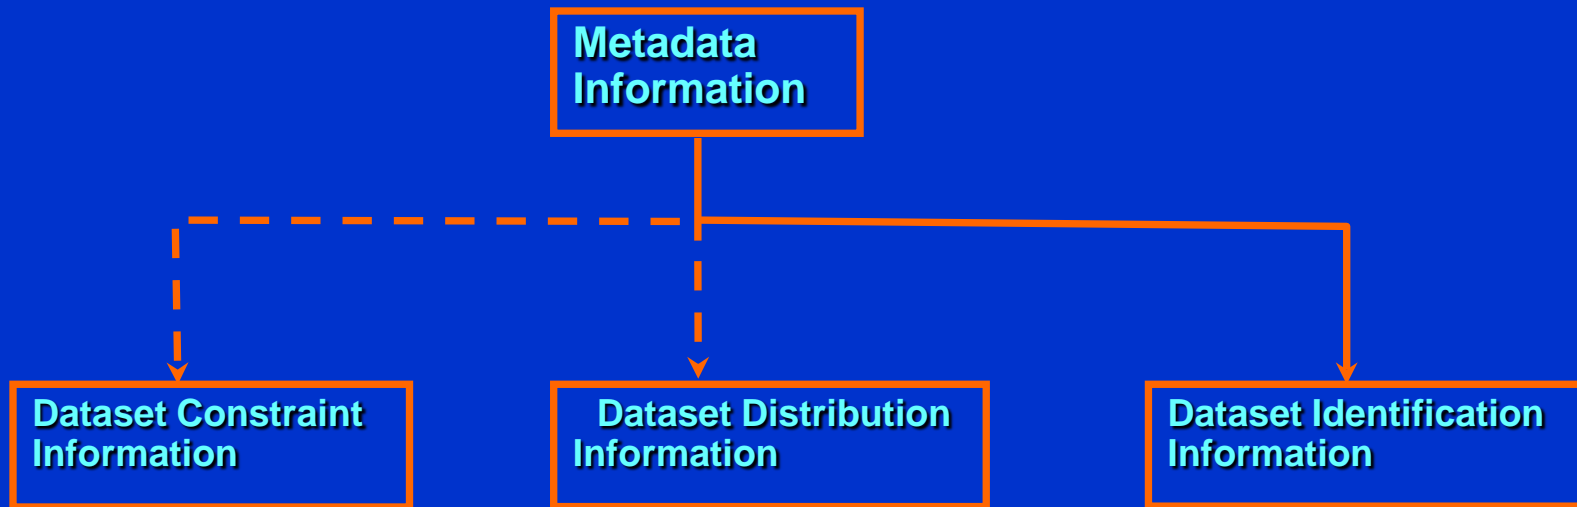 Metadata
Information
Dataset Constraint
Information
Dataset Distribution
Information
Dataset Identification
Information